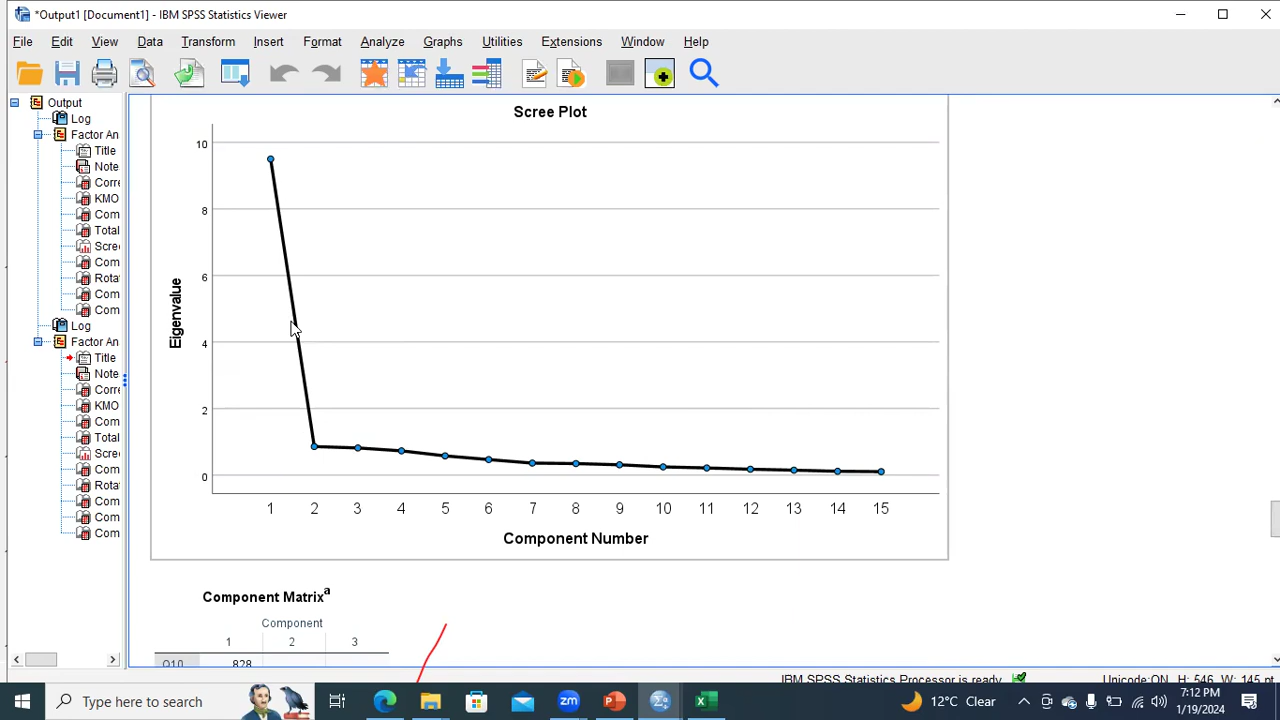 *Output1 [Document1] - IBM SPSS Statistics Viewer
File Edit View Data Transform Insert Format Analyze Graphs Utilities Extensions Window Help
Output
Log
Factor An
Title
Note
Corre
KMO
Com
Total
Scre
Com
Rota
Com
Com
Log
Factor An
Title
Note
Corre
KMO
Com
Total
Scre
Com
Rota
Com
Com
Com
Scree Plot
10
8
6
4
2
0
Eigenvalue
1 2 3 4 5 6 7 8 9 10 11 12 13 14 15
Component Number
Component Matrixa
Component
1 2 3
Q10 .828
IBM SPSS Statistics Processor is ready Unicode:ON H: 546, W: 145 pt
Type here to search
12°C Clear
7:12 PM
1/19/2024